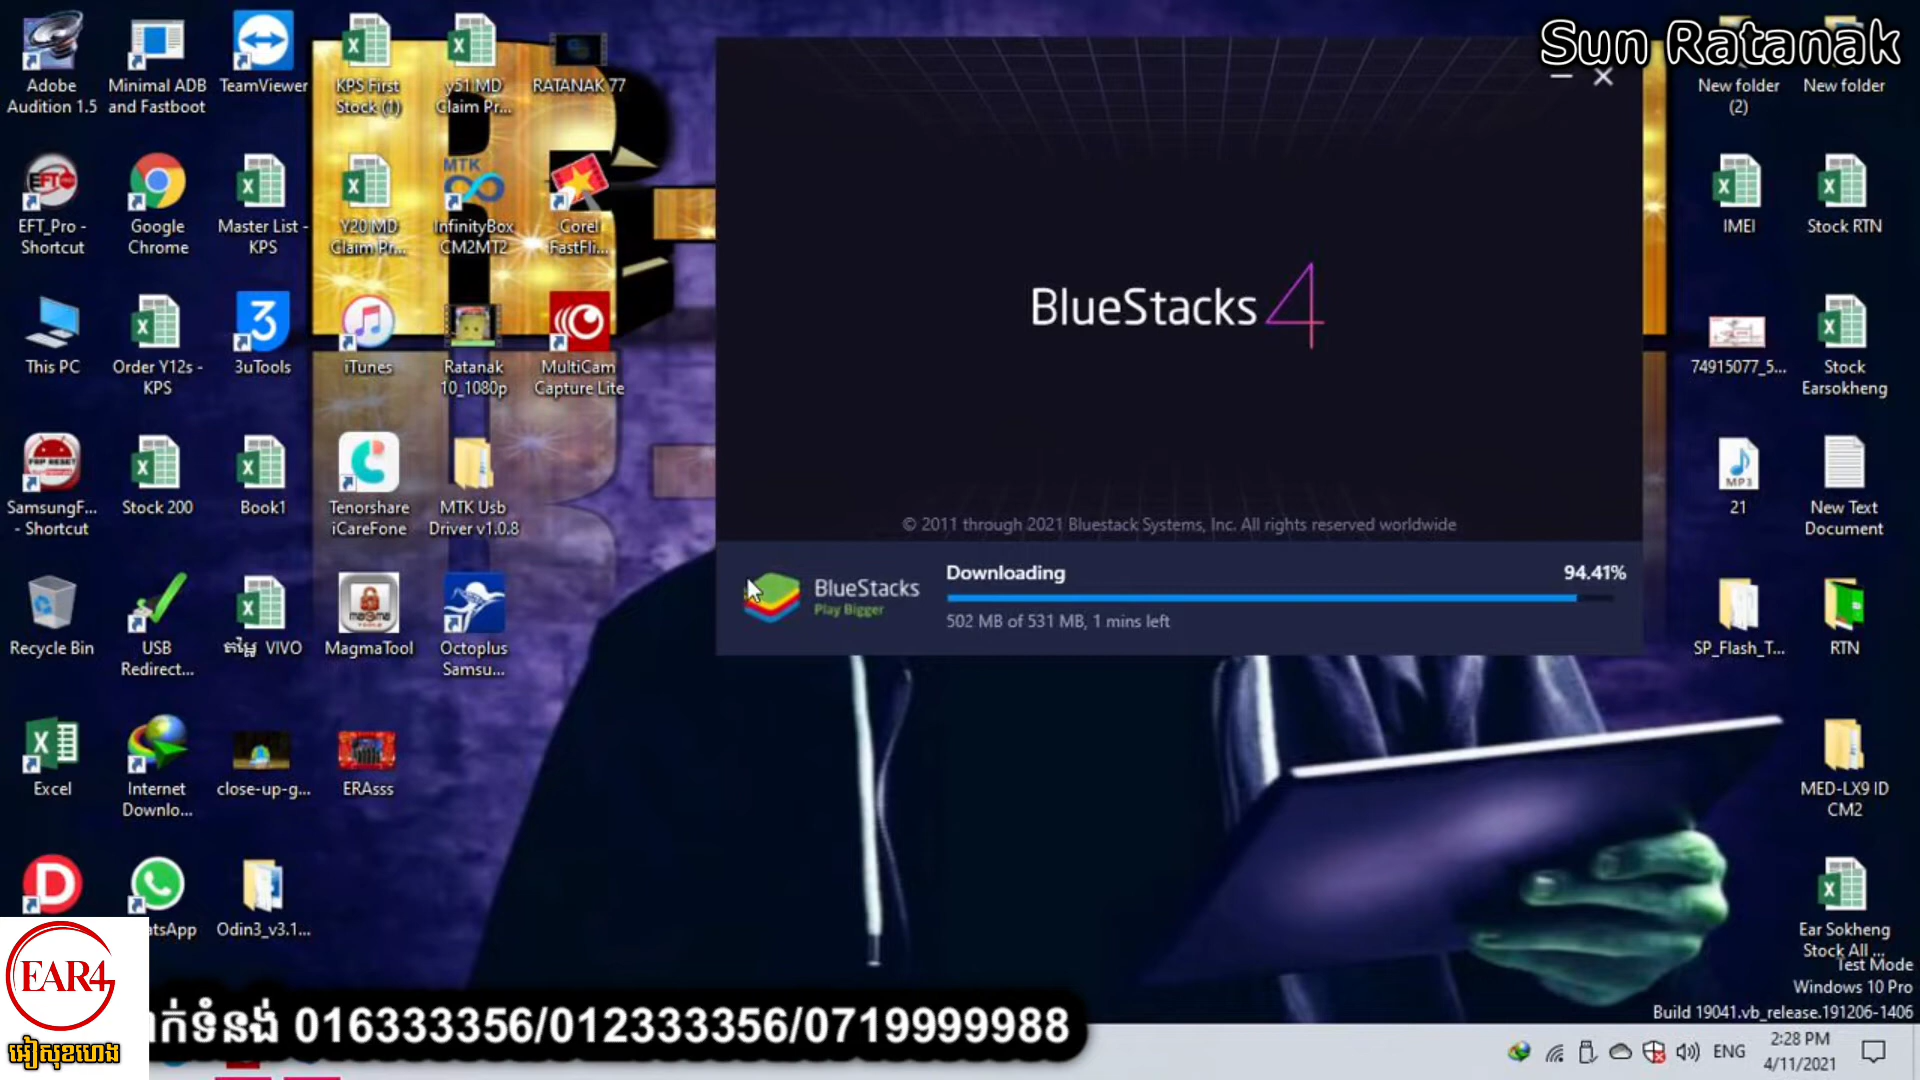 Sun Ratanak
Adobe
Audition 1.5
Minimal ADB
and Fastboot
TeamViewer
KPS First
Stock (1)
y51 MD
Claim Pr...
RATANAK 77
New folder
(2)
New folder
EFT_Pro -
Shortcut
Google
Chrome
Master List -
KPS
Y20 MD
Claim Pr...
MTK
InfinityBox
CM2MT2
Corel
FastFli...
IMEI
Stock RTN
This PC
Order Y12s -
KPS
3uTools
iTunes
Ratanak
10_1080p
MultiCam
Capture Lite
74915077_5...
Stock
Earsokheng
BlueStacks 4
SamsungF...
- Shortcut
Stock 200
Book1
Tenorshare
iCareFone
MTK Usb
Driver v1.0.8
MP3
21
New Text
Document
© 2011 through 2021 Bluestack Systems, Inc. All rights reserved worldwide
BlueStacks
Play Bigger
Downloading
94.41%
502 MB of 531 MB, 1 mins left
Recycle Bin
USB
Redirect...
តម្លៃ VIVO
MagmaTool
Octoplus
Samsu...
SP_Flash_T...
RTN
Excel
Internet
Downlo...
close-up-g...
ERAsss
MED-LX9 ID
CM2
atsApp
Odin3_v3.1...
Ear Sokheng
Stock All ...
Test Mode
Windows 10 Pro
Build 19041.vb_release.191206-1406
EAR4
អៀសុខហេង
ាក់ទំនង់ 016333356/012333356/0719999988
ENG
2:28 PM
4/11/2021